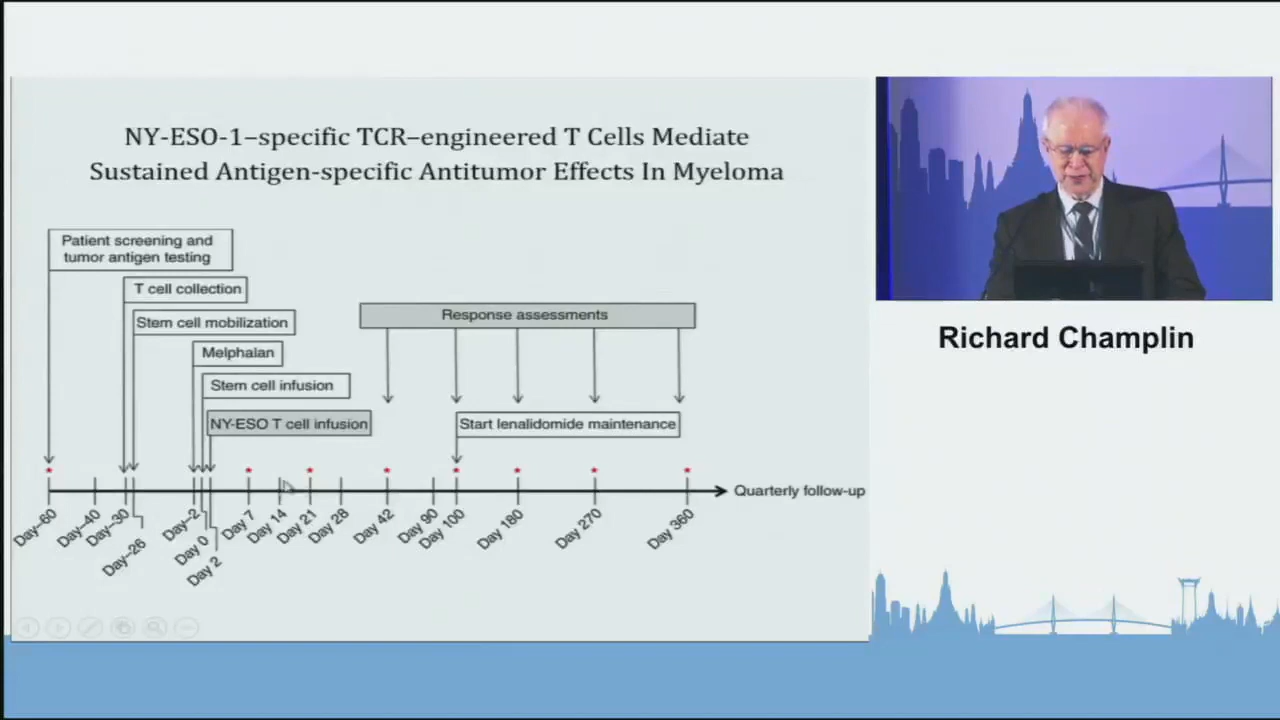 NY-ESO-1–specific TCR–engineered T Cells Mediate
Sustained Antigen-specific Antitumor Effects In Myeloma
Patient screening and
tumor antigen testing
T cell collection
Stem cell mobilization
Melphalan
Stem cell infusion
NY-ESO T cell infusion
Response assessments
Start lenalidomide maintenance
Quarterly follow-up
Day–60
Day–40
Day–30
Day–26
Day–2
Day 0
Day 2
Day 7
Day 14
Day 21
Day 28
Day 42
Day 90
Day 100
Day 180
Day 270
Day 360
Richard Champlin